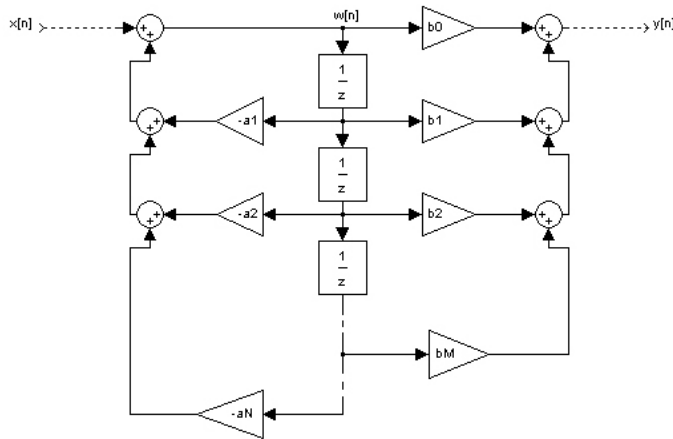 x[n] + + w[n] b0 + + y[n]
1
z
+ + -a1 b1 + +
1
z
+ + -a2 b2 + +
1
z
bM
-aN